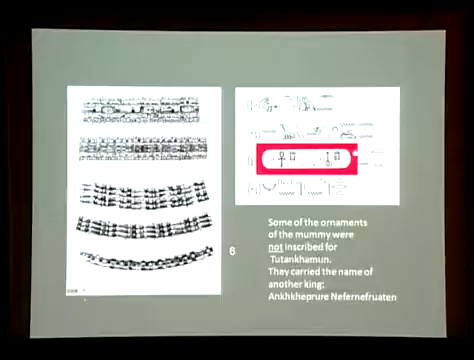 6
Some of the ornaments
of the mummy were
not inscribed for
Tutankhamun.
They carried the name of
another king:
Ankhkheprure Nefernefruaten